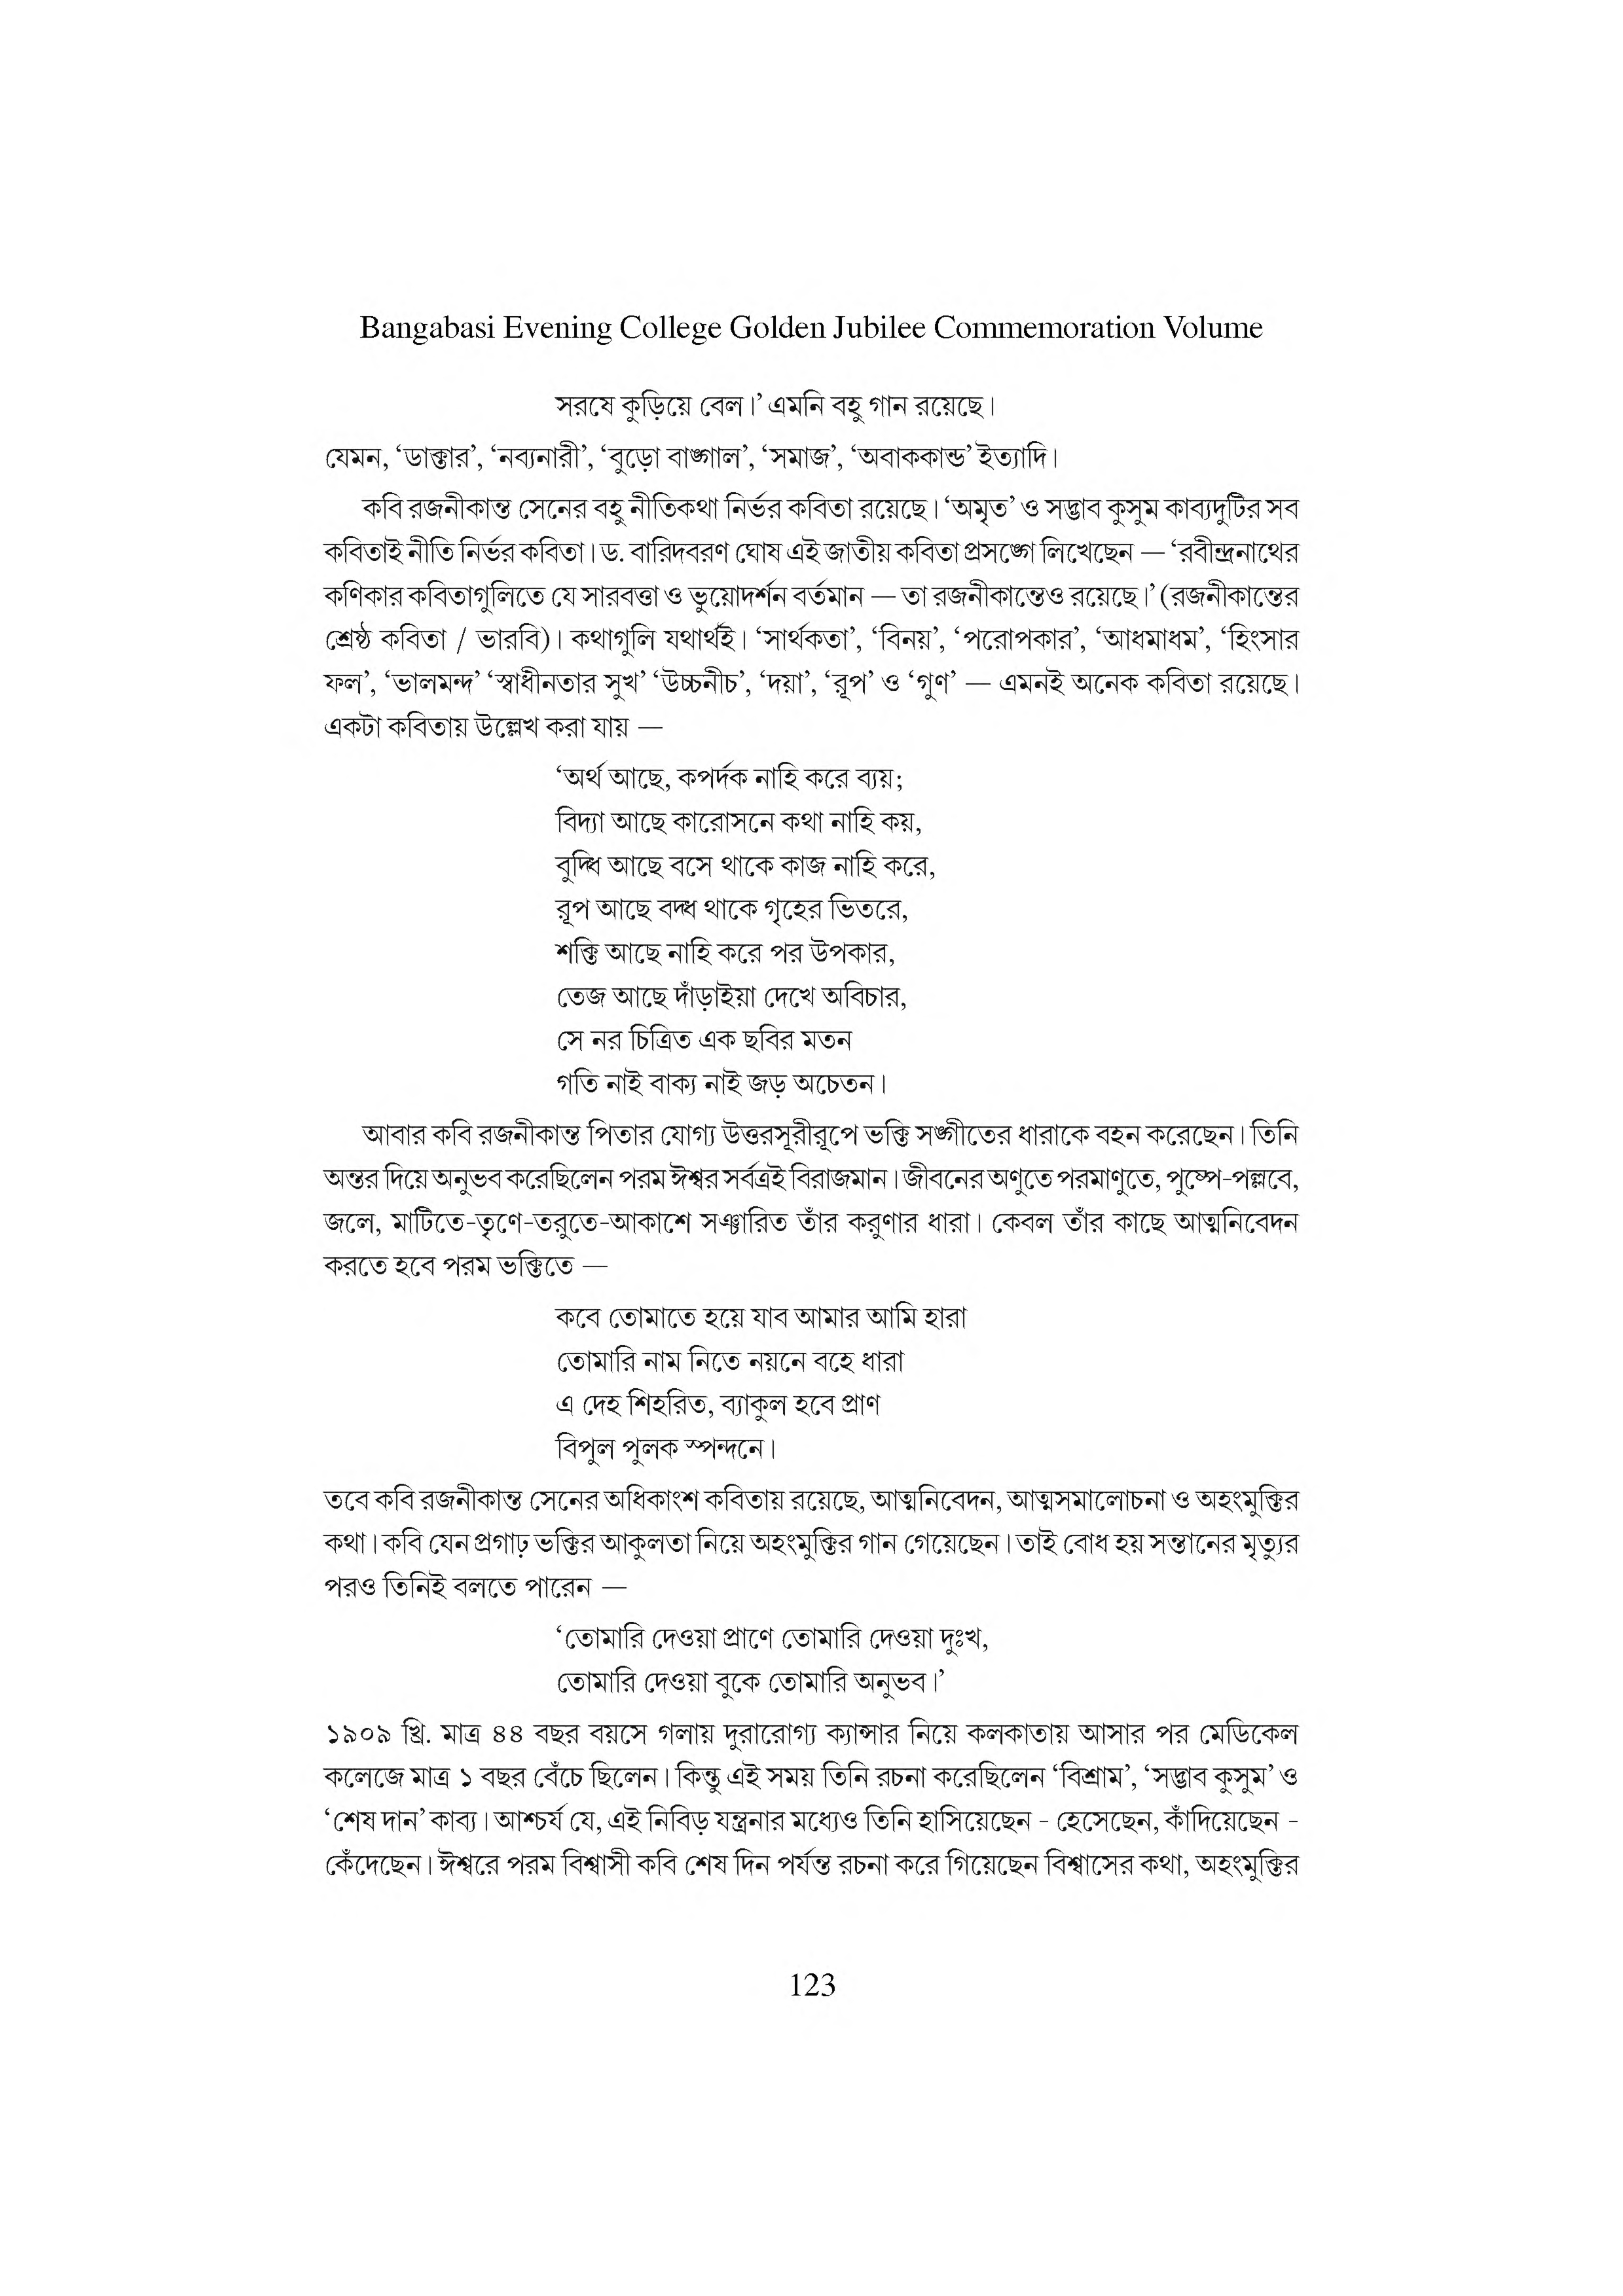 Bangabasi Evening College Golden Jubilee Commemoration Volume
সরষে কুড়িয়ে বেল।’ এমনি বহু গান রয়েছে।
যেমন, ‘ডাক্তার’, ‘নব্যনারী’, ‘বুড়ো বাঙ্গাল’, ‘সমাজ’, ‘অবাককান্ড’ ইত্যাদি।
কবি রজনীকান্ত সেনের বহু নীতিকথা নির্ভর কবিতা রয়েছে। ‘অমৃত’ ও সদ্ভাব কুসুম কাব্যদুটির সব
কবিতাই নীতি নির্ভর কবিতা। ড. বারিদবরণ ঘোষ এই জাতীয় কবিতা প্রসঙ্গে লিখেছেন — ‘রবীন্দ্রনাথের
কণিকার কবিতাগুলিতে যে সারবত্তা ও ভুয়োদর্শন বর্তমান — তা রজনীকান্তেও রয়েছে।’ (রজনীকান্তের
শ্রেষ্ঠ কবিতা / ভারবি)। কথাগুলি যথার্থই। ‘সার্থকতা’, ‘বিনয়’, ‘পরোপকার’, ‘আধমাধম’, ‘হিংসার
ফল’, ‘ভালমন্দ’ ‘স্বাধীনতার সুখ’ ‘উচ্চনীচ’, ‘দয়া’, ‘রূপ’ ও ‘গুণ’ — এমনই অনেক কবিতা রয়েছে।
একটা কবিতায় উল্লেখ করা যায় —
‘অর্থ আছে, কপর্দক নাহি করে ব্যয়;
বিদ্যা আছে কারোসনে কথা নাহি কয়,
বুদ্ধি আছে বসে থাকে কাজ নাহি করে,
রূপ আছে বদ্ধ থাকে গৃহের ভিতরে,
শক্তি আছে নাহি করে পর উপকার,
তেজ আছে দাঁড়াইয়া দেখে অবিচার,
সে নর চিত্রিত এক ছবির মতন
গতি নাই বাক্য নাই জড় অচেতন।
আবার কবি রজনীকান্ত পিতার যোগ্য উত্তরসূরীরূপে ভক্তি সঙ্গীতের ধারাকে বহন করেছেন। তিনি
অন্তর দিয়ে অনুভব করেছিলেন পরম ঈশ্বর সর্বত্রই বিরাজমান। জীবনের অণুতে পরমাণুতে, পুষ্পে-পল্লবে,
জলে, মাটিতে-তৃণে-তরুতে-আকাশে সঞ্চারিত তাঁর করুণার ধারা। কেবল তাঁর কাছে আত্মনিবেদন
করতে হবে পরম ভক্তিতে —
কবে তোমাতে হয়ে যাব আমার আমি হারা
তোমারি নাম নিতে নয়নে বহে ধারা
এ দেহ শিহরিত, ব্যাকুল হবে প্রাণ
বিপুল পুলক স্পন্দনে।
তবে কবি রজনীকান্ত সেনের অধিকাংশ কবিতায় রয়েছে, আত্মনিবেদন, আত্মসমালোচনা ও অহংমুক্তির
কথা। কবি যেন প্রগাঢ় ভক্তির আকুলতা নিয়ে অহংমুক্তির গান গেয়েছেন। তাই বোধ হয় সন্তানের মৃত্যুর
পরও তিনিই বলতে পারেন —
‘তোমারি দেওয়া প্রাণে তোমারি দেওয়া দুঃখ,
তোমারি দেওয়া বুকে তোমারি অনুভব।’
১৯০৯ খ্রি. মাত্র ৪৪ বছর বয়সে গলায় দুরারোগ্য ক্যান্সার নিয়ে কলকাতায় আসার পর মেডিকেল
কলেজে মাত্র ১ বছর বেঁচে ছিলেন। কিন্তু এই সময় তিনি রচনা করেছিলেন ‘বিশ্রাম’, ‘সদ্ভাব কুসুম’ ও
‘শেষ দান’ কাব্য। আশ্চর্য যে, এই নিবিড় যন্ত্রনার মধ্যেও তিনি হাসিয়েছেন - হেসেছেন, কাঁদিয়েছেন -
কেঁদেছেন। ঈশ্বরে পরম বিশ্বাসী কবি শেষ দিন পর্যন্ত রচনা করে গিয়েছেন বিশ্বাসের কথা, অহংমুক্তির
123